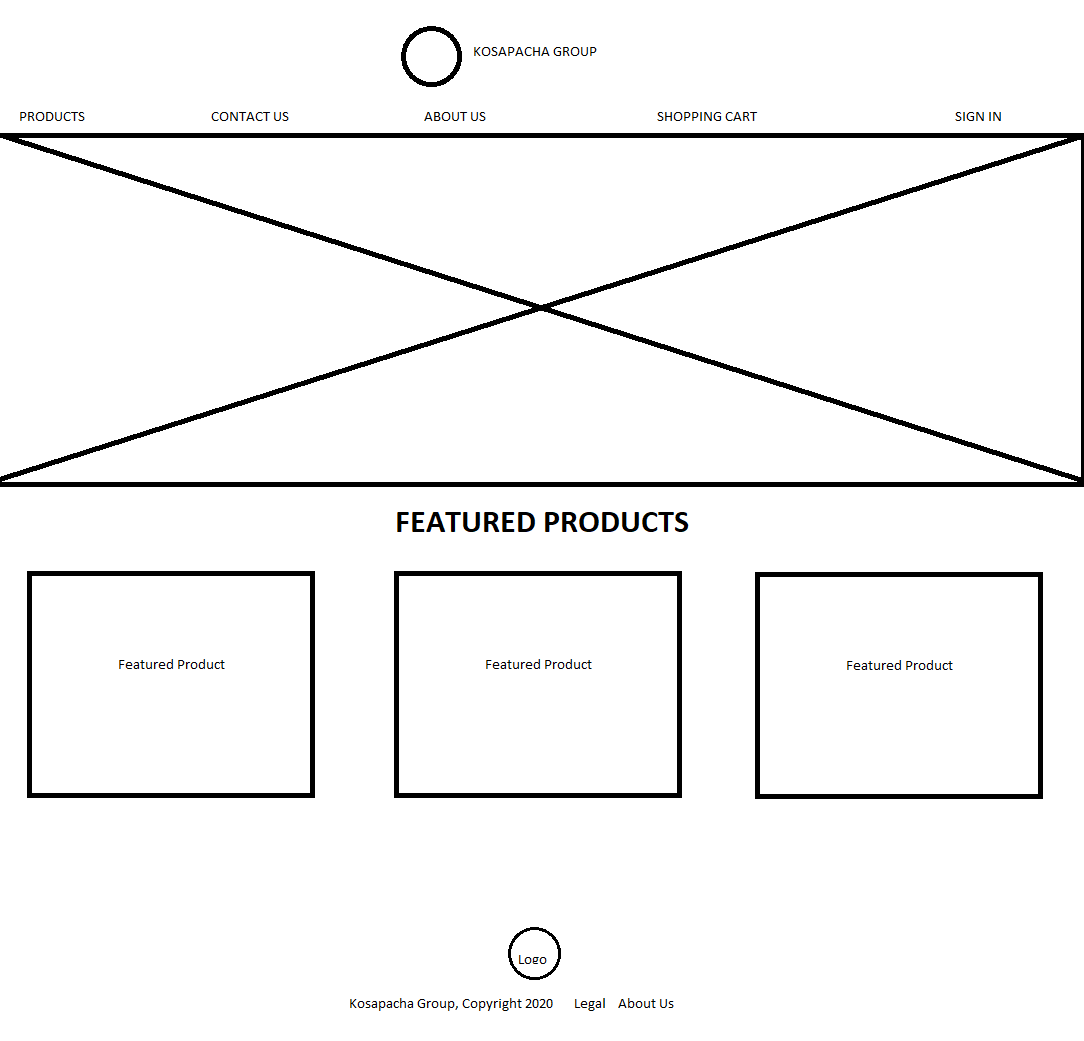 KOSAPACHA GROUP
PRODUCTS CONTACT US ABOUT US SHOPPING CART SIGN IN
FEATURED PRODUCTS
Featured Product Featured Product Featured Product
Logo
Kosapacha Group, Copyright 2020 Legal About Us